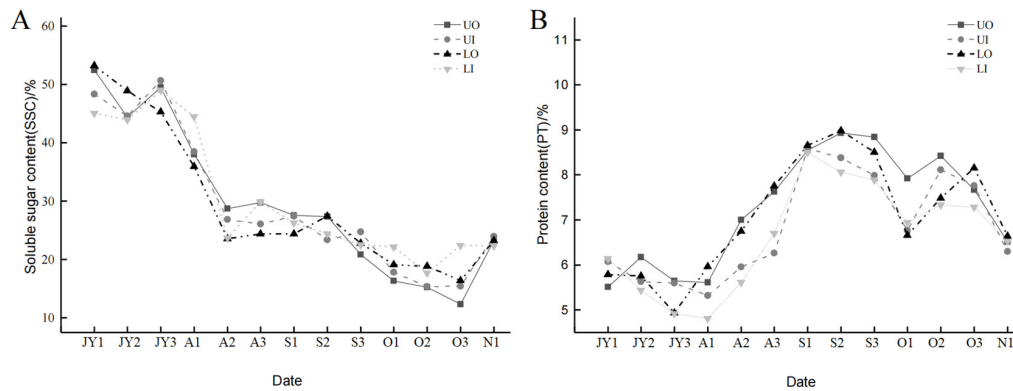 A
Soluble sugar content(SSC)/%
60
50
40
30
20
10
UO
UI
LO
LI
JY1 JY2 JY3 A1 A2 A3 S1 S2 S3 O1 O2 O3 N1
Date
B
Protein content(PT)/%
11
10
9
8
7
6
5
UO
UI
LO
LI
JY1 JY2 JY3 A1 A2 A3 S1 S2 S3 O1 O2 O3 N1
Date